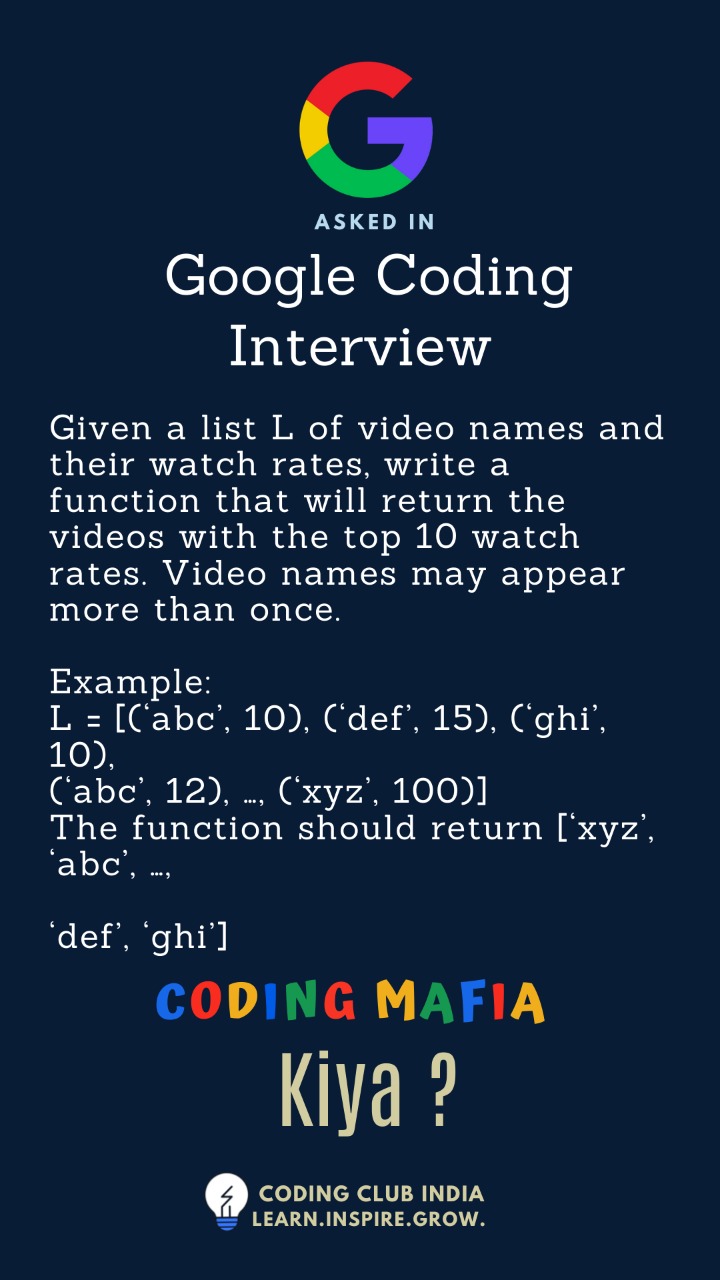 ASKED IN
Google Coding
Interview
Given a list L of video names and
their watch rates, write a
function that will return the
videos with the top 10 watch
rates. Video names may appear
more than once.
Example:
L = [(‘abc’, 10), (‘def’, 15), (‘ghi’,
10),
(‘abc’, 12), …, (‘xyz’, 100)]
The function should return [‘xyz’,
‘abc’, …,
‘def’, ‘ghi’]
CODING MAFIA
Kiya ?
CODING CLUB INDIA
LEARN.INSPIRE.GROW.